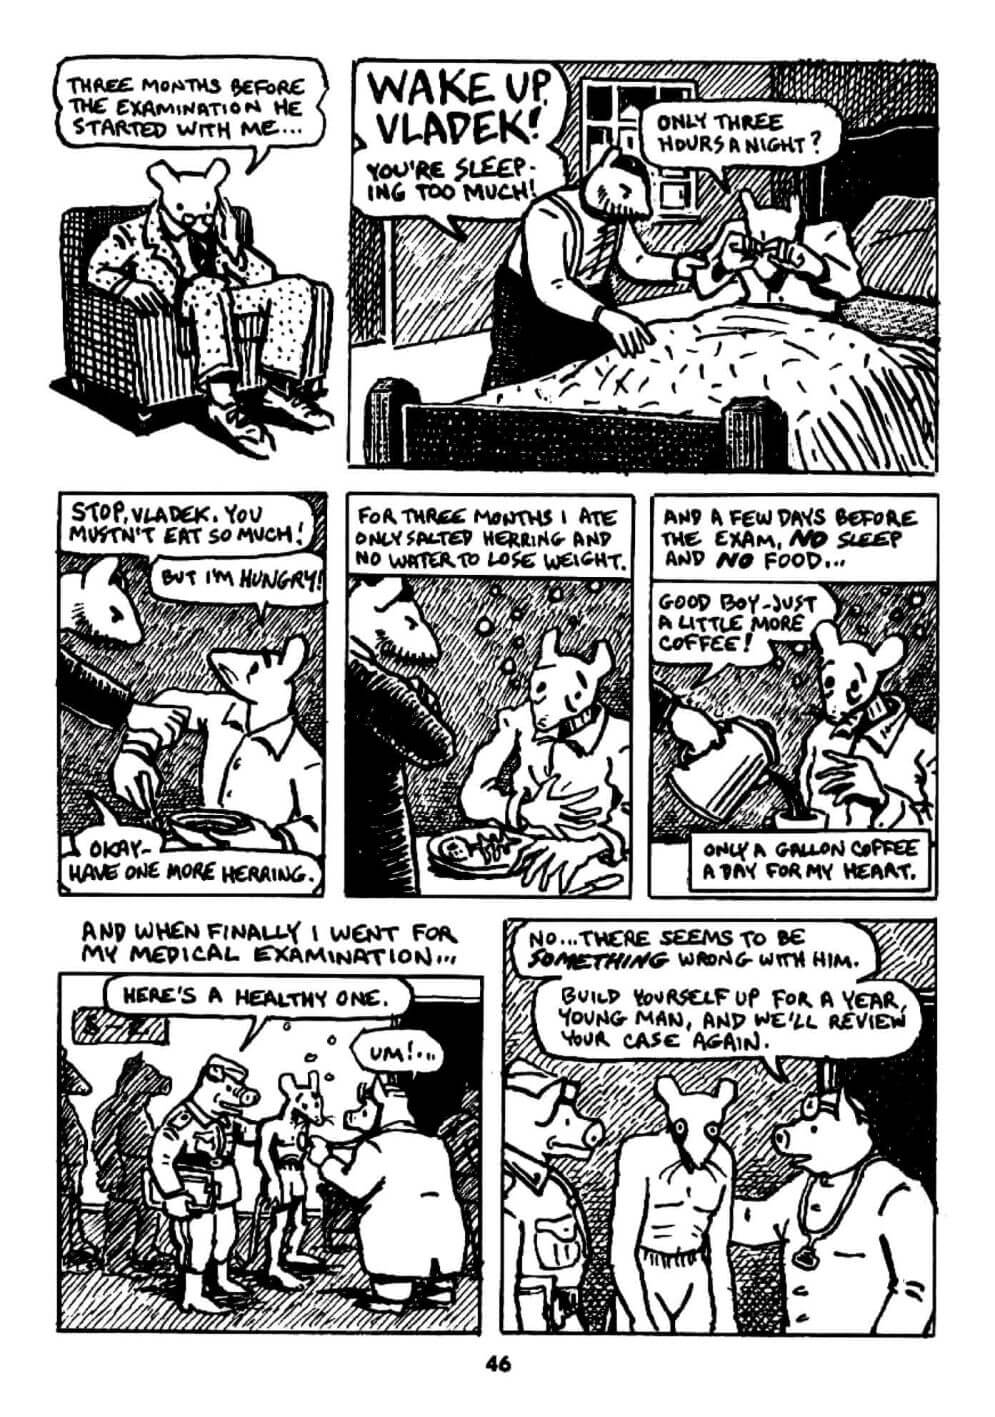 THREE MONTHS BEFORE
THE EXAMINATION HE
STARTED WITH ME...
WAKE UP,
VLADEK!
YOU'RE SLEEP-
ING TOO MUCH!
ONLY THREE
HOURS A NIGHT?
STOP, VLADEK. YOU
MUSTN'T EAT SO MUCH!
BUT I'M HUNGRY!
OKAY-
HAVE ONE MORE HERRING.
FOR THREE MONTHS I ATE
ONLY SALTED HERRING AND
NO WATER TO LOSE WEIGHT.
AND A FEW DAYS BEFORE
THE EXAM, NO SLEEP
AND NO FOOD...
GOOD BOY-JUST
A LITTLE MORE
COFFEE!
ONLY A GALLON COFFEE
A DAY FOR MY HEART.
AND WHEN FINALLY I WENT FOR
MY MEDICAL EXAMINATION...
HERE'S A HEALTHY ONE.
UM!...
NO...THERE SEEMS TO BE
SOMETHING WRONG WITH HIM.
BUILD YOURSELF UP FOR A YEAR,
YOUNG MAN, AND WE'LL REVIEW
YOUR CASE AGAIN.
46